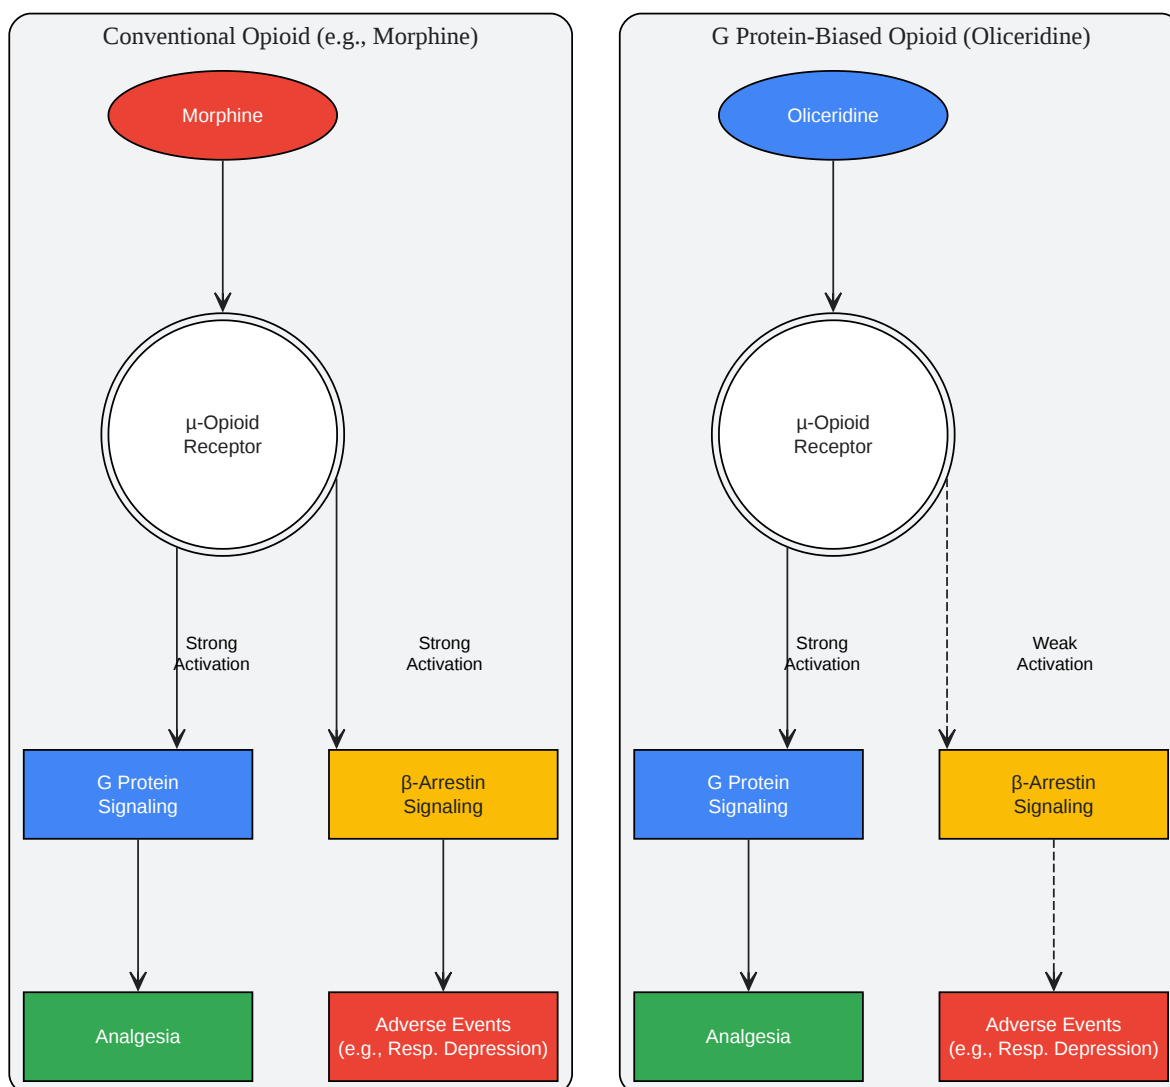 Conventional Opioid (e.g., Morphine)
Morphine
μ-Opioid
Receptor
Strong
Activation
Strong
Activation
G Protein
Signaling
β-Arrestin
Signaling
Analgesia
Adverse Events
(e.g., Resp. Depression)
G Protein-Biased Opioid (Oliceridine)
Oliceridine
μ-Opioid
Receptor
Strong
Activation
Weak
Activation
G Protein
Signaling
β-Arrestin
Signaling
Analgesia
Adverse Events
(e.g., Resp. Depression)